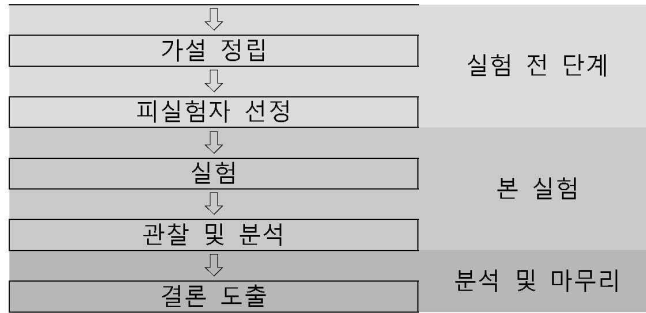 가설 정립
실험 전 단계
피실험자 선정
실험
본 실험
관찰 및 분석
분석 및 마무리
결론 도출